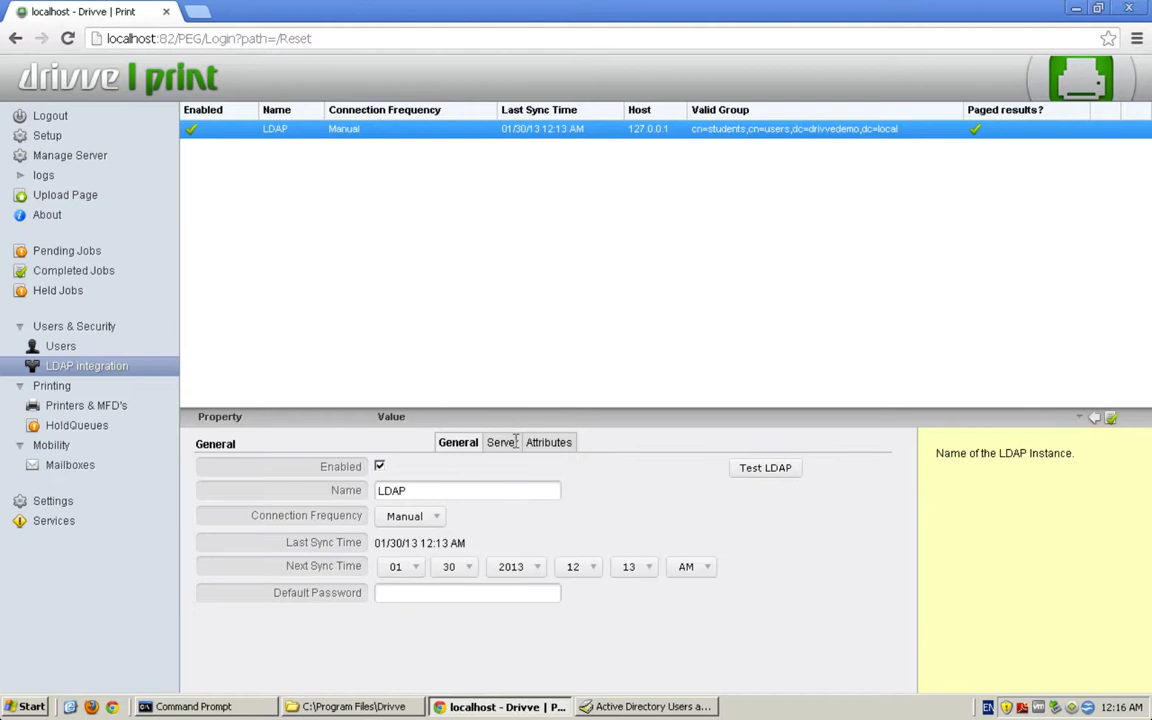 localhost - Drivve | Print
localhost:82/PEG/Login?path=/Reset
drivve | print
Logout
Setup
Manage Server
logs
Upload Page
About
Pending Jobs
Completed Jobs
Held Jobs
Users & Security
Users
LDAP integration
Printing
Printers & MFD's
HoldQueues
Mobility
Mailboxes
Settings
Services
Enabled Name Connection Frequency Last Sync Time Host Valid Group Paged results?
LDAP Manual 01/30/13 12:13 AM 127.0.0.1 cn=students,cn=users,dc=drivvedemo,dc=local
Property Value
General General Serve Attributes
Enabled Test LDAP
Name LDAP
Connection Frequency Manual
Last Sync Time 01/30/13 12:13 AM
Next Sync Time 01 30 2013 12 13 AM
Default Password
Name of the LDAP Instance.
Start Command Prompt C:\Program Files\Drivve localhost - Drivve | P... Active Directory Users a... EN 12:16 AM